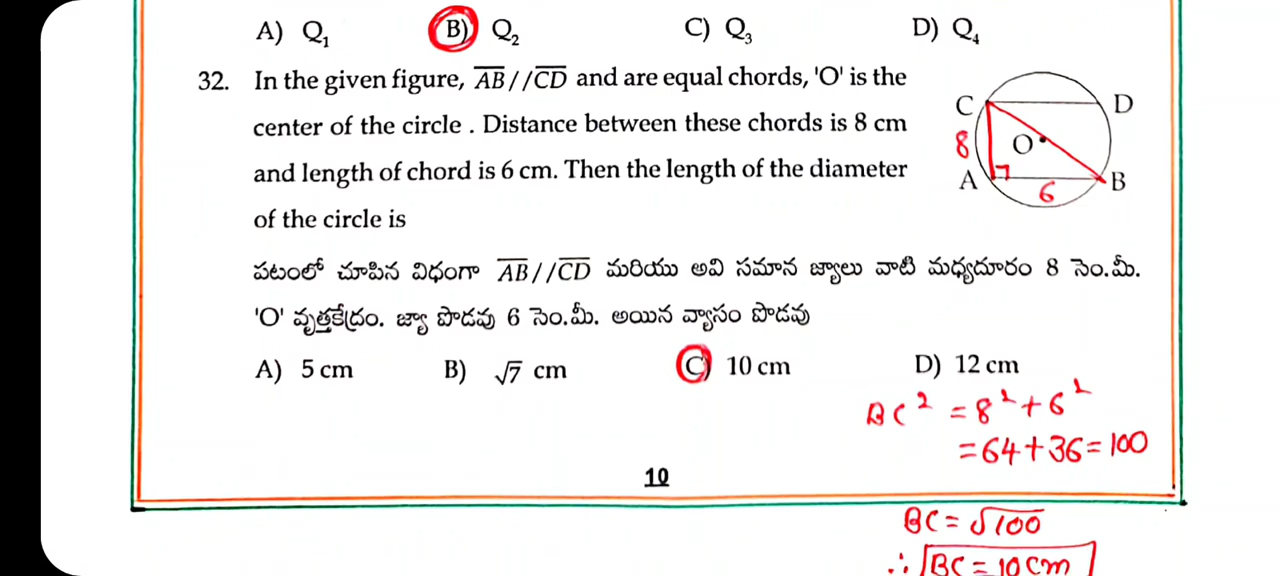 A) Q₁ B) Q₂ C) Q₃ D) Q₄
32. In the given figure, A̅B̅//C̅D̅ and are equal chords, 'O' is the
center of the circle . Distance between these chords is 8 cm
and length of chord is 6 cm. Then the length of the diameter
of the circle is
C D
8 O
A B
6
పటంలో చూపిన విధంగా A̅B̅//C̅D̅ మరియు అవి సమాన జ్యాలు వాటి మధ్యదూరం 8 సెం.మీ.
'O' వృత్తకేంద్రం. జ్యా పొడవు 6 సెం.మీ. అయిన వ్యాసం పొడవు
A) 5 cm B) √7 cm C) 10 cm D) 12 cm
BC² = 8² + 6²
= 64 + 36 = 100
10
BC = √100
∴ BC = 10 cm